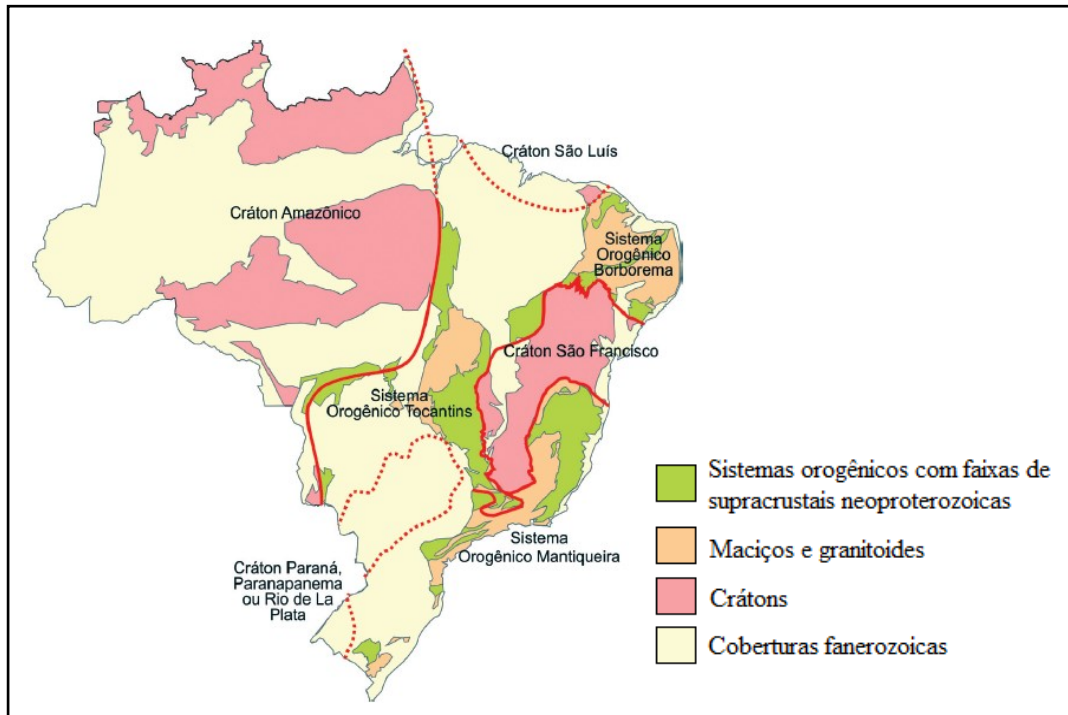 Cráton São Luís
Cráton Amazônico
Sistema
Orogênico
Borborema
Cráton São Francisco
Sistema
Orogênico Tocantins
Sistema
Orogênico Mantiqueira
Cráton Paraná,
Paranapanema
ou Rio de La
Plata
Sistemas orogênicos com faixas de
supracrustais neoproterozoicas
Maciços e granitoides
Crátons
Coberturas fanerozoicas